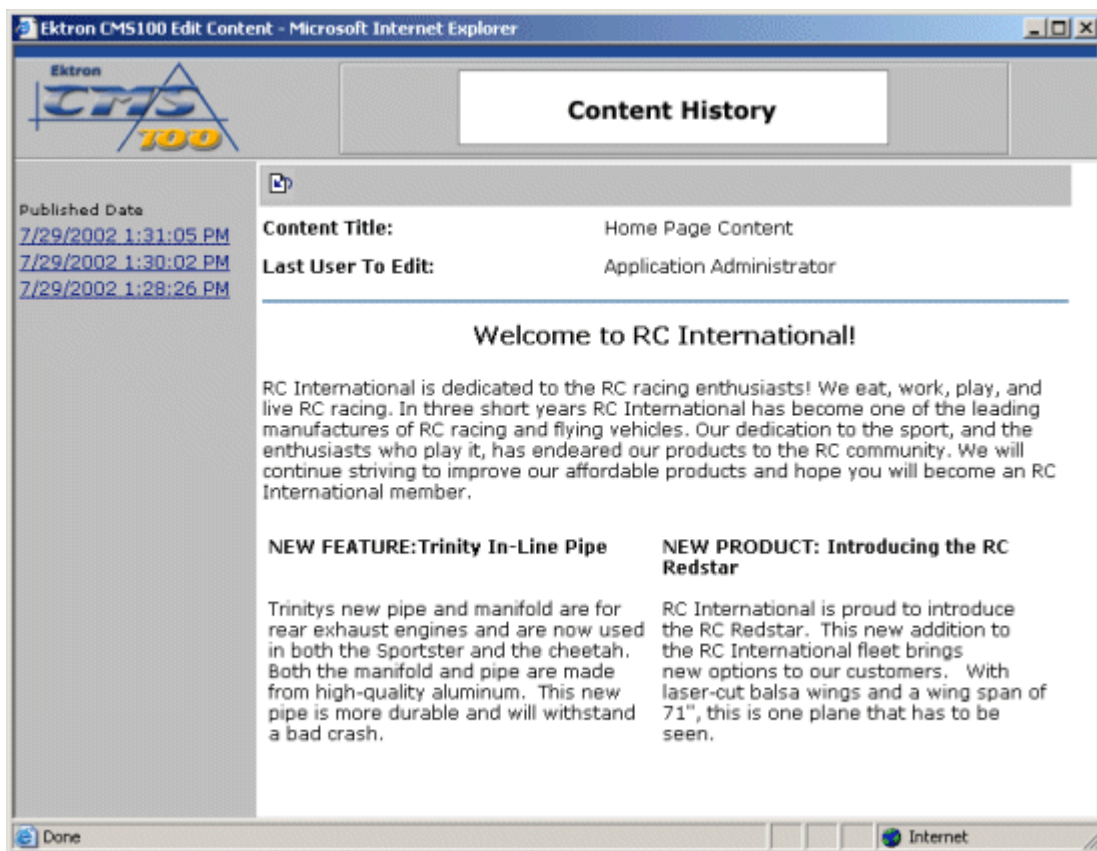 Ektron CMS100 Edit Content - Microsoft Internet Explorer
Ektron
CMS
100
Content History
Published Date
7/29/2002 1:31:05 PM
7/29/2002 1:30:02 PM
7/29/2002 1:28:26 PM
Content Title: Home Page Content
Last User To Edit: Application Administrator
Welcome to RC International!
RC International is dedicated to the RC racing enthusiasts! We eat, work, play, and
live RC racing. In three short years RC International has become one of the leading
manufactures of RC racing and flying vehicles. Our dedication to the sport, and the
enthusiasts who play it, has endeared our products to the RC community. We will
continue striving to improve our affordable products and hope you will become an RC
International member.
NEW FEATURE:Trinity In-Line Pipe
Trinitys new pipe and manifold are for
rear exhaust engines and are now used
in both the Sportster and the cheetah.
Both the manifold and pipe are made
from high-quality aluminum. This new
pipe is more durable and will withstand
a bad crash.
NEW PRODUCT: Introducing the RC
Redstar
RC International is proud to introduce
the RC Redstar. This new addition to
the RC International fleet brings
new options to our customers. With
laser-cut balsa wings and a wing span of
71", this is one plane that has to be
seen.
Done
Internet